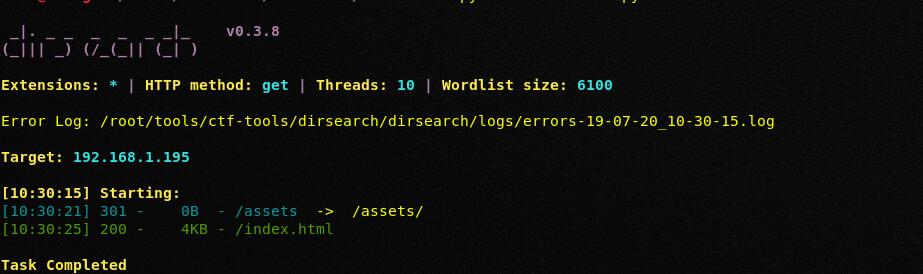 _|. _ _  _  _  _ _|_    v0.3.8
(_||| _) (/_(_|| (_| )
Extensions: * | HTTP method: get | Threads: 10 | Wordlist size: 6100
Error Log: /root/tools/ctf-tools/dirsearch/dirsearch/logs/errors-19-07-20_10-30-15.log
Target: 192.168.1.195
[10:30:15] Starting:
[10:30:21] 301 -    0B  - /assets  ->  /assets/
[10:30:25] 200 -    4KB - /index.html
Task Completed